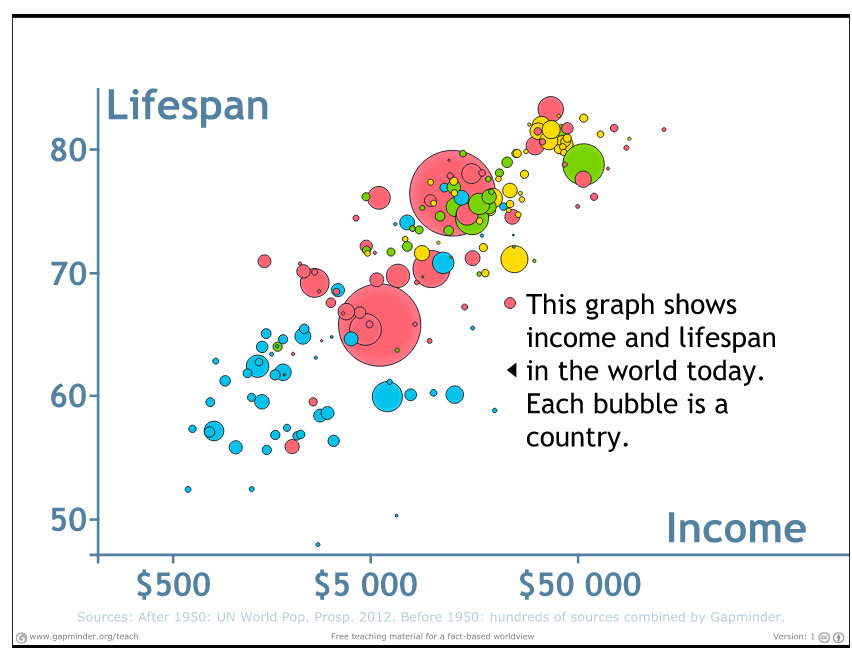 Lifespan
80
70
This graph shows
income and lifespan
in the world today.
Each bubble is a
country.
60
50
Income
$500 $5 000 $50 000
Sources: After 1950: UN World Pop. Prosp. 2012. Before 1950: hundreds of sources combined by Gapminder.
www.gapminder.org/teach Free teaching material for a fact-based worldview Version: 1